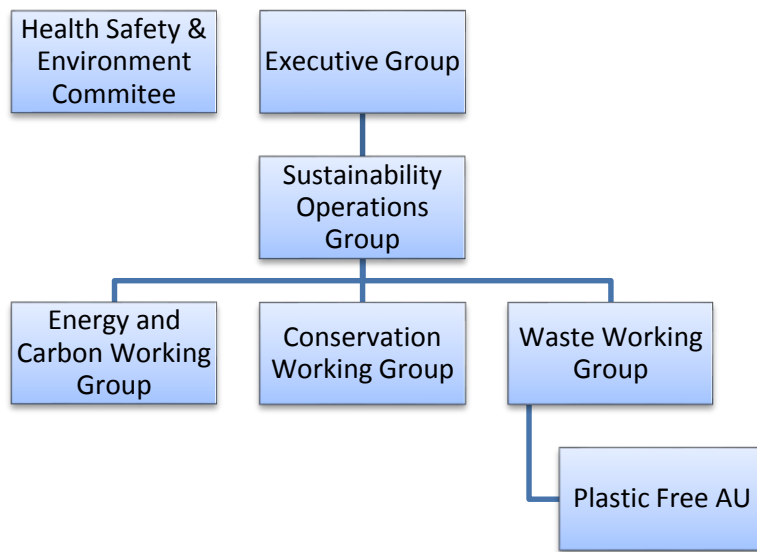 Health Safety &
Environment
Commitee
Executive Group
Sustainability
Operations
Group
Energy and
Carbon Working
Group
Conservation
Working Group
Waste Working
Group
Plastic Free AU